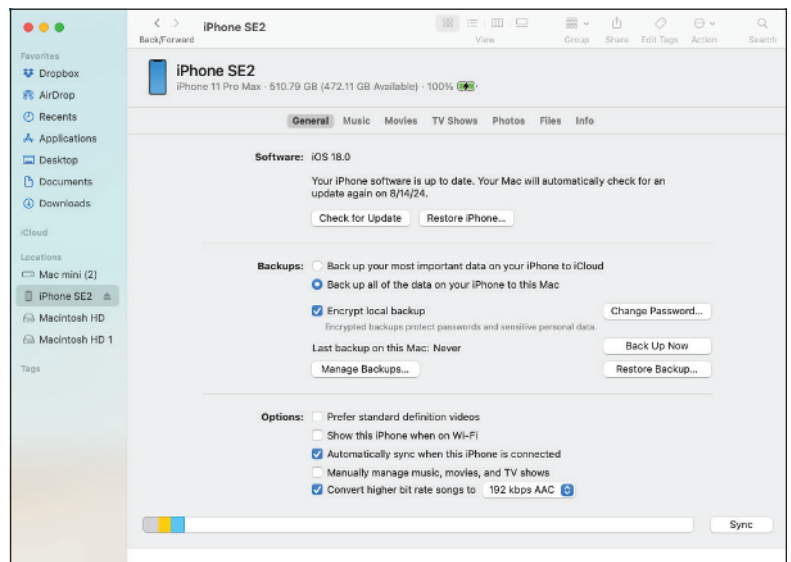 iPhone SE2
Back/Forward
View
Group
Share
Edit Tags
Action
Search
Favorites
Dropbox
AirDrop
Recents
Applications
Desktop
Documents
Downloads
iCloud
Locations
Mac mini (2)
iPhone SE2
Macintosh HD
Macintosh HD 1
Tags
iPhone SE2
iPhone 11 Pro Max · 510.79 GB (472.11 GB Available) · 100%
General Music Movies TV Shows Photos Files Info
Software: iOS 18.0
Your iPhone software is up to date. Your Mac will automatically check for an
update again on 8/14/24.
Check for Update Restore iPhone...
Backups: Back up your most important data on your iPhone to iCloud
Back up all of the data on your iPhone to this Mac
Encrypt local backup Change Password...
Encrypted backups protect passwords and sensitive personal data.
Last backup on this Mac: Never Back Up Now
Manage Backups... Restore Backup...
Options: Prefer standard definition videos
Show this iPhone when on Wi-Fi
Automatically sync when this iPhone is connected
Manually manage music, movies, and TV shows
Convert higher bit rate songs to 192 kbps AAC
Sync